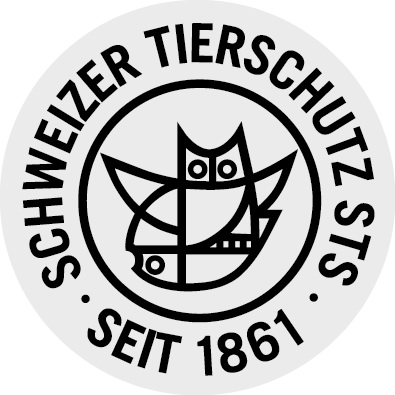 SCHWEIZER TIERSCHUTZ STS
· SEIT 1861 ·